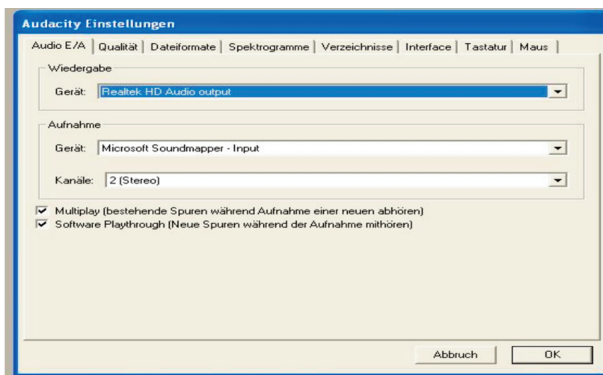 Audacity Einstellungen
Audio E/A Qualität Dateiformate Spektrogramme Verzeichnisse Interface Tastatur Maus
Wiedergabe
Gerät: Realtek HD Audio output
Aufnahme
Gerät: Microsoft Soundmapper - Input
Kanäle: 2 (Stereo)
Multiplay (bestehende Spuren während Aufnahme einer neuen abhören)
Software Playthrough (Neue Spuren während der Aufnahme mithören)
Abbruch OK